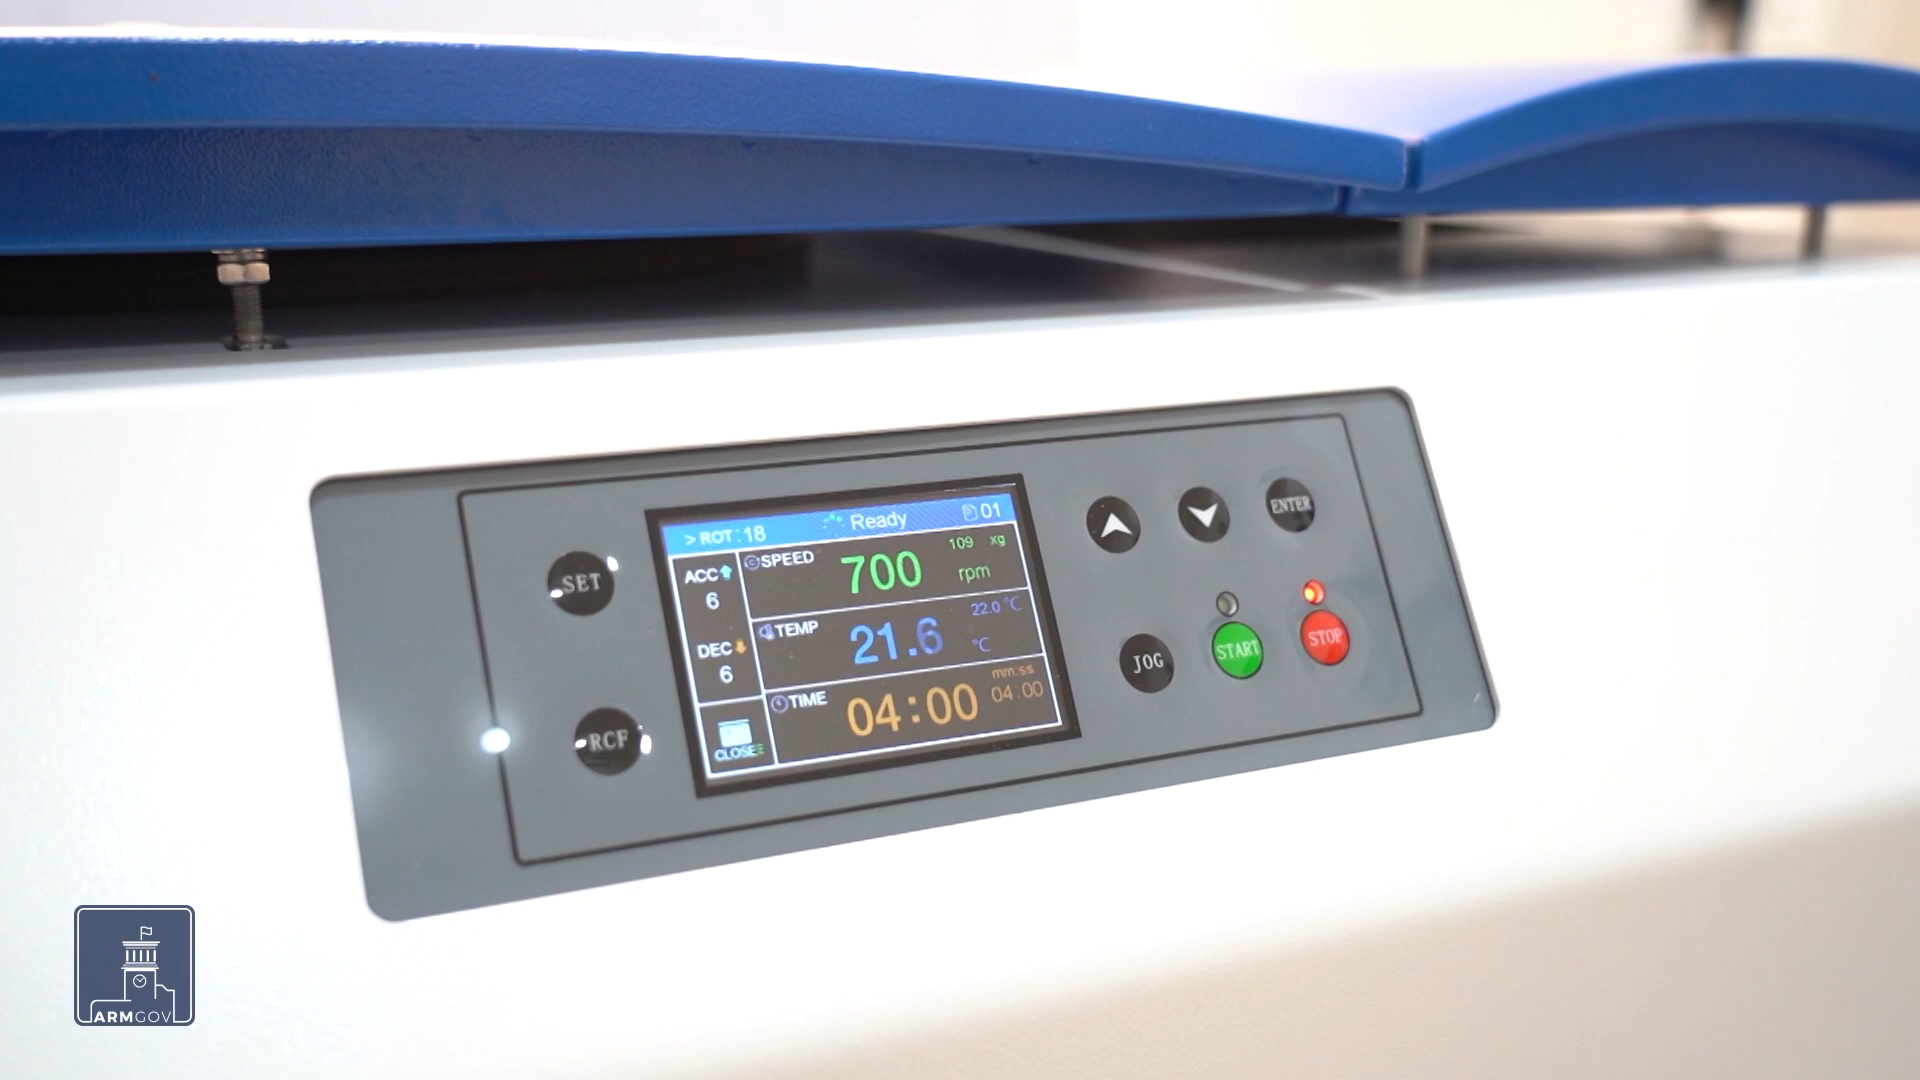 > ROT : 18 Ready 01
ACC
6
DEC
6
CLOSE
SPEED 700 109 xg
rpm
TEMP 21.6 22.0 °C
°C
TIME 04:00 mm:ss
04:00
SET
RCF
ENTER
JOG
START
STOP
ARMGOV